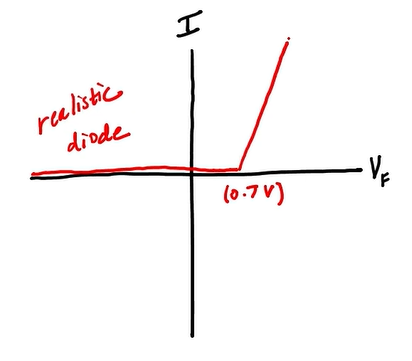 I
realistic
diode
V_F
(0.7V)